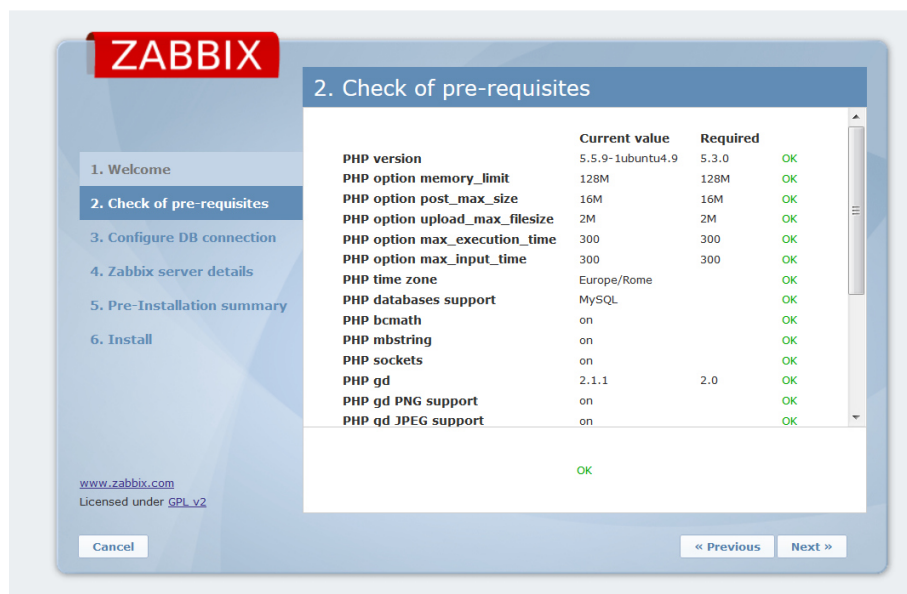 ZABBIX
2. Check of pre-requisites
1. Welcome
2. Check of pre-requisites
3. Configure DB connection
4. Zabbix server details
5. Pre-Installation summary
6. Install
Current value Required
PHP version 5.5.9-1ubuntu4.9 5.3.0 OK
PHP option memory_limit 128M 128M OK
PHP option post_max_size 16M 16M OK
PHP option upload_max_filesize 2M 2M OK
PHP option max_execution_time 300 300 OK
PHP option max_input_time 300 300 OK
PHP time zone Europe/Rome OK
PHP databases support MySQL OK
PHP bcmath on OK
PHP mbstring on OK
PHP sockets on OK
PHP gd 2.1.1 2.0 OK
PHP gd PNG support on OK
PHP gd JPEG support on OK
OK
www.zabbix.com
Licensed under GPL v2
Cancel « Previous Next »